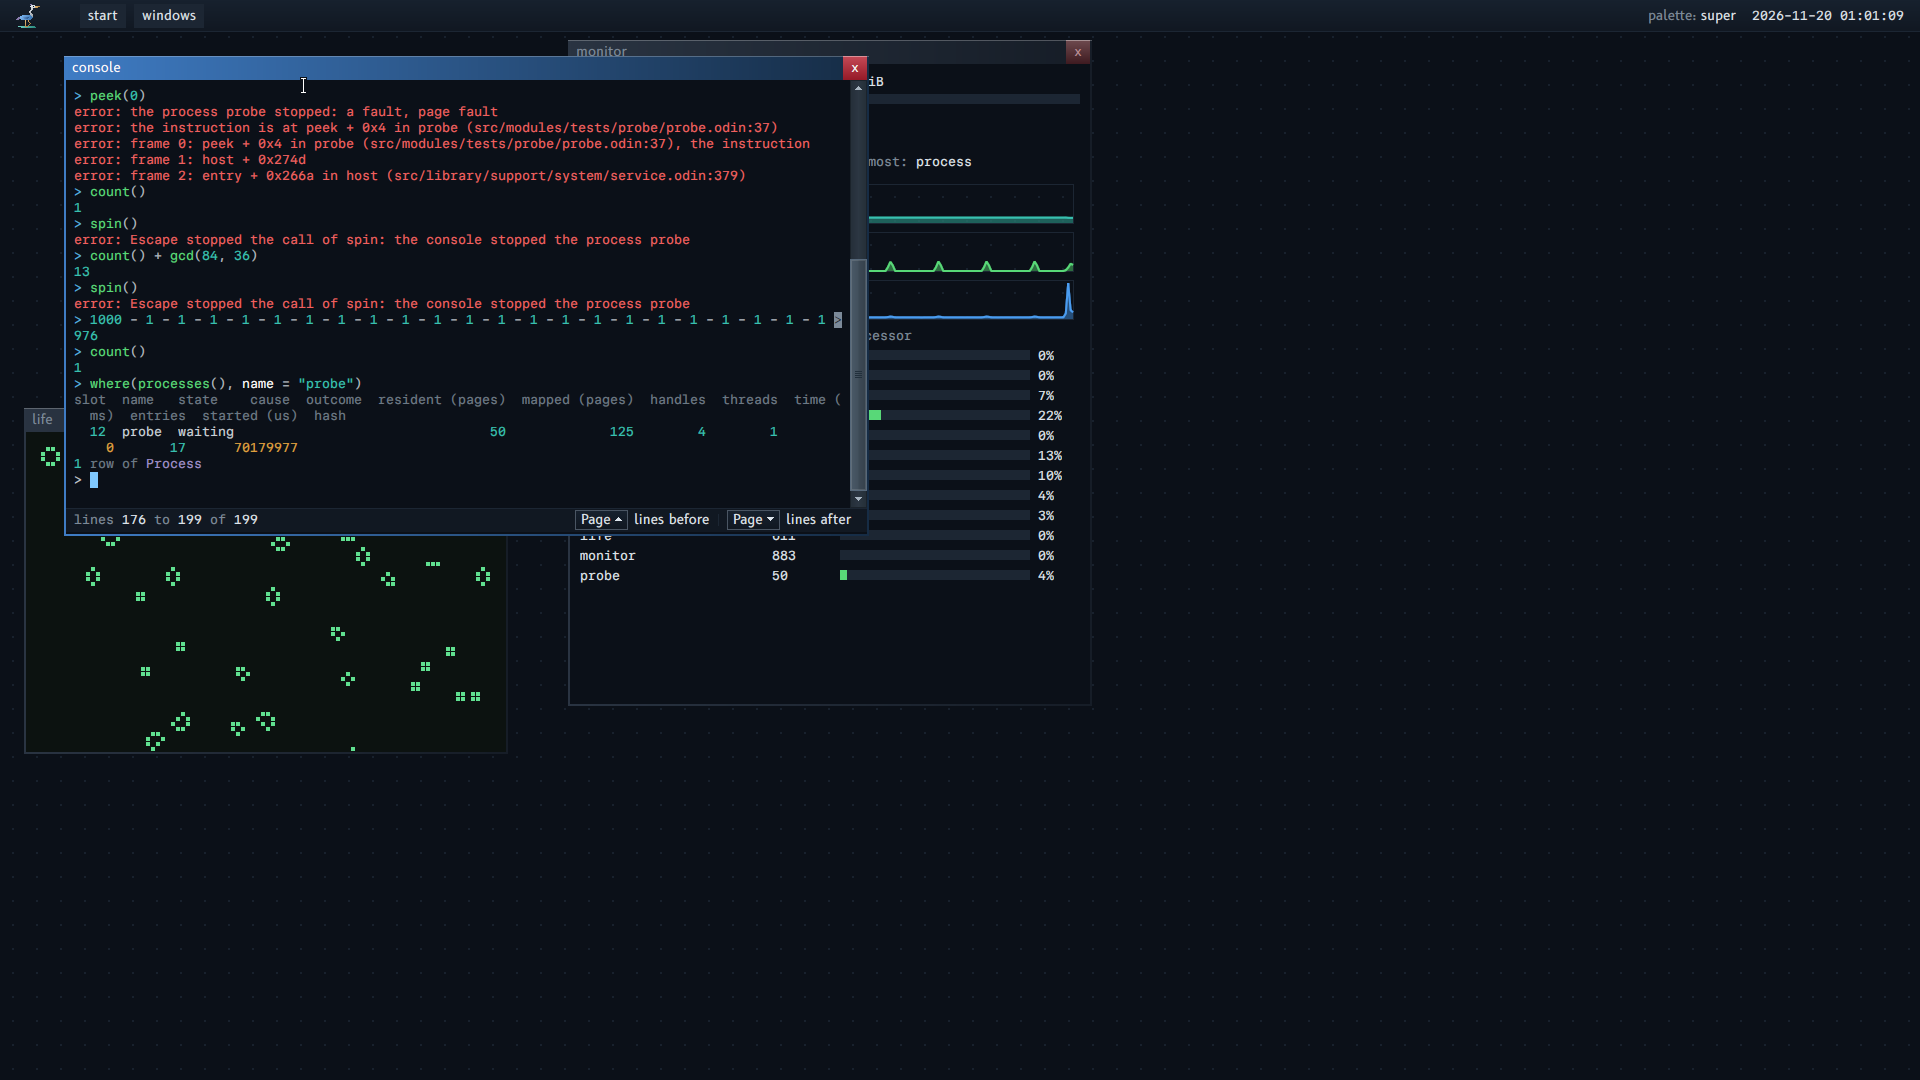 start windows palette: super 2026-11-20 01:01:09
monitor x
console x
iB
> peek(0)
error: the process probe stopped: a fault, page fault
error: the instruction is at peek + 0x4 in probe (src/modules/tests/probe/probe.odin:37)
error: frame 0: peek + 0x4 in probe (src/modules/tests/probe/probe.odin:37), the instruction
error: frame 1: host + 0x274d
error: frame 2: entry + 0x266a in host (src/library/support/system/service.odin:379)
> count()
1
> spin()
error: Escape stopped the call of spin: the console stopped the process probe
> count() + gcd(84, 36)
13
> spin()
error: Escape stopped the call of spin: the console stopped the process probe
> 1000 - 1 - 1 - 1 - 1 - 1 - 1 - 1 - 1 - 1 - 1 - 1 - 1 - 1 - 1 - 1 - 1 - 1 - 1 - 1 - 1 - 1 - 1 >
976
> count()
1
> where(processes(), name = "probe")
slot name state cause outcome resident (pages) mapped (pages) handles threads time (
ms) entries started (us) hash
12 probe waiting 50 125 4 1
0 17 70179977
1 row of Process
>
lines 176 to 199 of 199 Page lines before Page lines after
most: process
cessor
0%
0%
7%
22%
0%
13%
10%
4%
3%
0%
monitor 883 0%
probe 50 4%
life